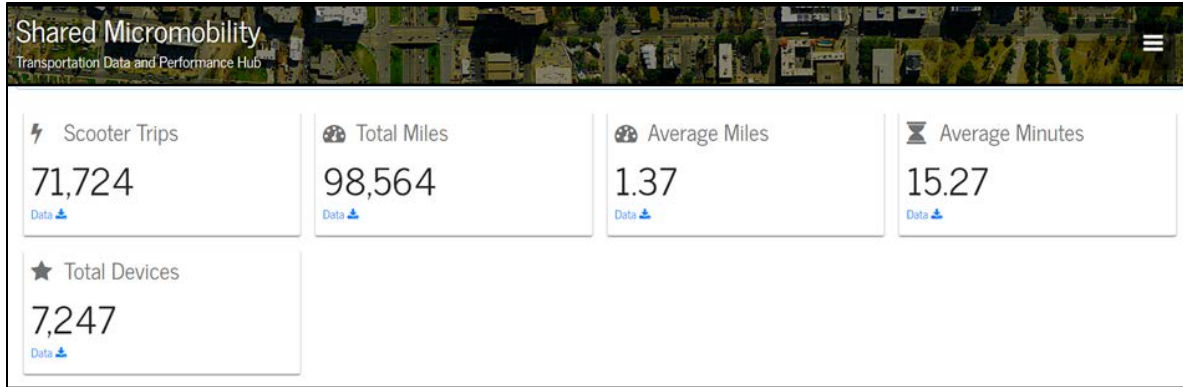 Shared Micromobility
Transportation Data and Performance Hub
Scooter Trips
71,724
Data
Total Miles
98,564
Data
Average Miles
1.37
Data
Average Minutes
15.27
Data
Total Devices
7,247
Data